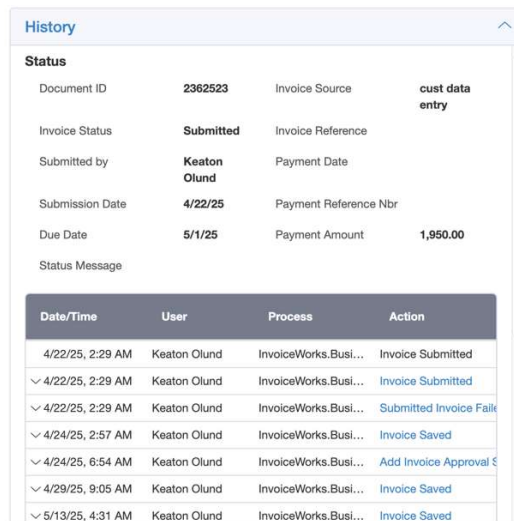 History
Status
Document ID 2362523 Invoice Source cust data
entry
Invoice Status Submitted Invoice Reference
Submitted by Keaton Payment Date
Olund
Submission Date 4/22/25 Payment Reference Nbr
Due Date 5/1/25 Payment Amount 1,950.00
Status Message
Date/Time User Process Action
4/22/25, 2:29 AM Keaton Olund InvoiceWorks.Busi... Invoice Submitted
4/22/25, 2:29 AM Keaton Olund InvoiceWorks.Busi... Invoice Submitted
4/22/25, 2:29 AM Keaton Olund InvoiceWorks.Busi... Submitted Invoice Faile
4/24/25, 2:57 AM Keaton Olund InvoiceWorks.Busi... Invoice Saved
4/24/25, 6:54 AM Keaton Olund InvoiceWorks.Busi... Add Invoice Approval S
4/29/25, 9:05 AM Keaton Olund InvoiceWorks.Busi... Invoice Saved
5/13/25, 4:31 AM Keaton Olund InvoiceWorks.Busi... Invoice Saved